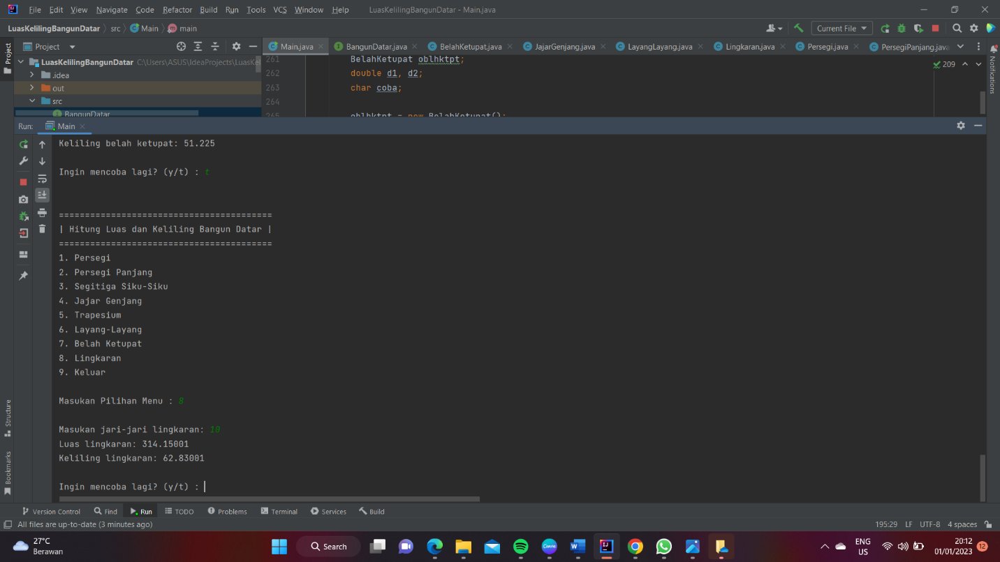 File Edit View Navigate Code Refactor Build Run Tools VCS Window Help LuasKelilingBangunDatar - Main.java
LuasKelilingBangunDatar src Main main Current File
Project
Project
Main.java BangunDatar.java BelahKetupat.java JajarGenjang.java LayangLayang.java Lingkaran.java Persegi.java PersegiPanjang.java
Notifications
LuasKelilingBangunDatar C:\Users\ASUS\IdeaProjects\LuasKel
.idea
out
src
BangunDatar
261 BelahKetupat oblhktpt;
262 double d1, d2;
263 char coba;
264
265 oblhktpt = new BelahKetupat();
209
Run: Main
Keliling belah ketupat: 51.225
Ingin mencoba lagi? (y/t) : t
=========================================
| Hitung Luas dan Keliling Bangun Datar |
=========================================
1. Persegi
2. Persegi Panjang
3. Segitiga Siku-Siku
4. Jajar Genjang
5. Trapesium
6. Layang-Layang
7. Belah Ketupat
8. Lingkaran
9. Keluar
Masukan Pilihan Menu : 8
Masukan jari-jari lingkaran: 10
Luas lingkaran: 314.15001
Keliling lingkaran: 62.83001
Ingin mencoba lagi? (y/t) :
Structure
Bookmarks
Version Control Find Run TODO Problems Terminal Services Build
All files are up-to-date (3 minutes ago) 195:29 LF UTF-8 4 spaces
27°C
Berawan
Search
ENG
US
20:12
01/01/2023
12